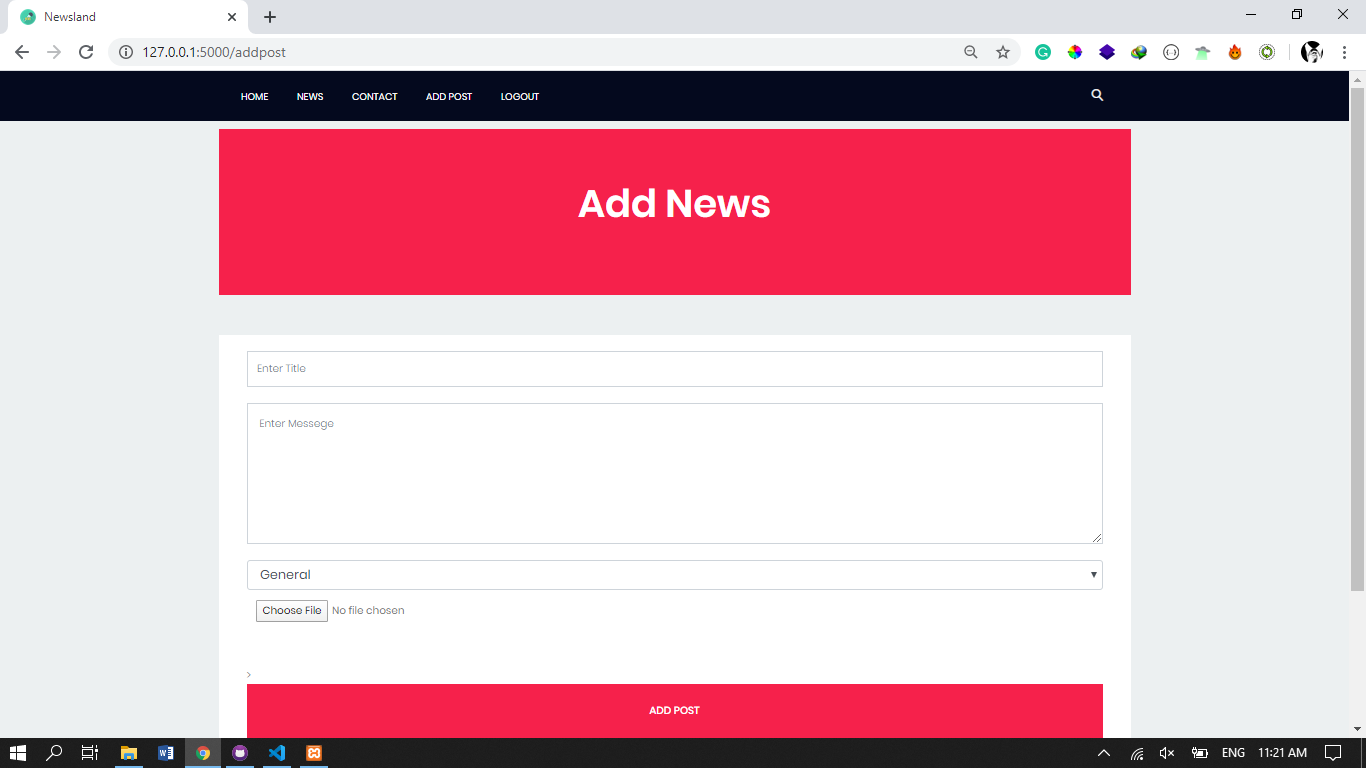 Newsland
127.0.0.1:5000/addpost
HOME NEWS CONTACT ADD POST LOGOUT
Add News
Enter Title
Enter Messege
General
Choose File No file chosen
>
ADD POST
ENG 11:21 AM